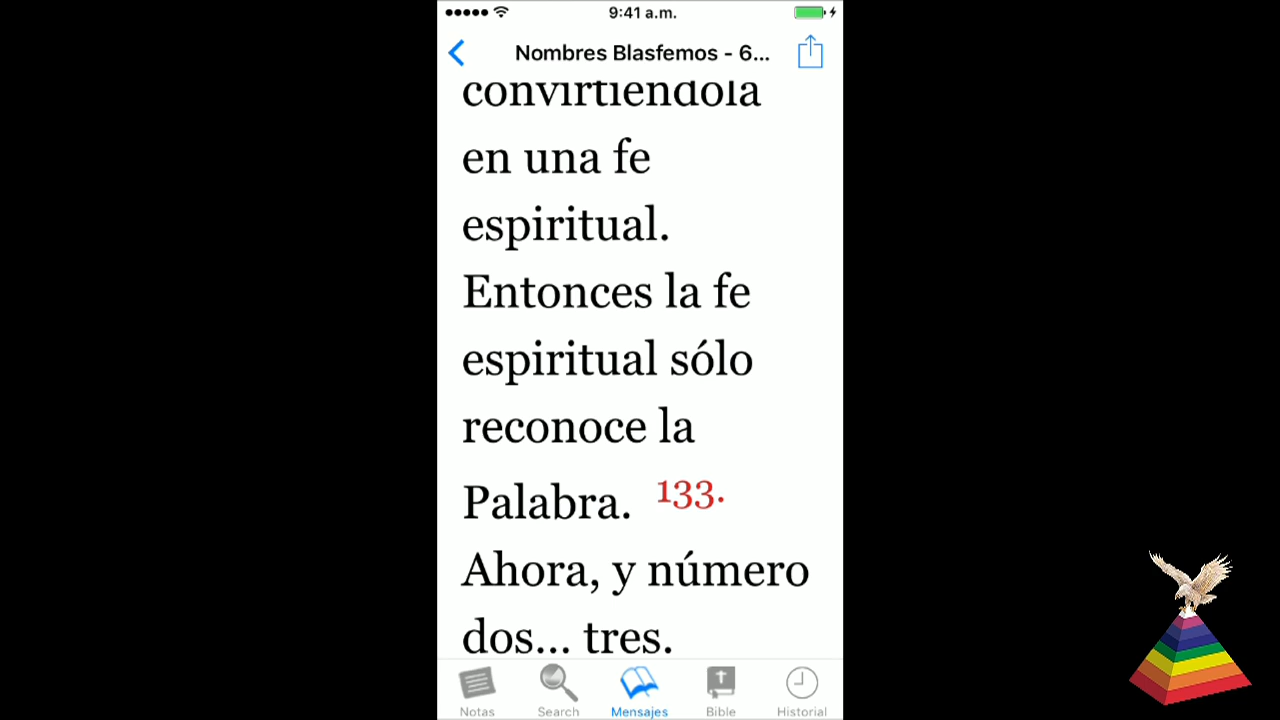 9:41 a.m.
Nombres Blasfemos - 6...
convirtiéndola
en una fe
espiritual.
Entonces la fe
espiritual sólo
reconoce la
Palabra. 133.
Ahora, y número
dos... tres.
Notas Search Mensajes Bible Historial